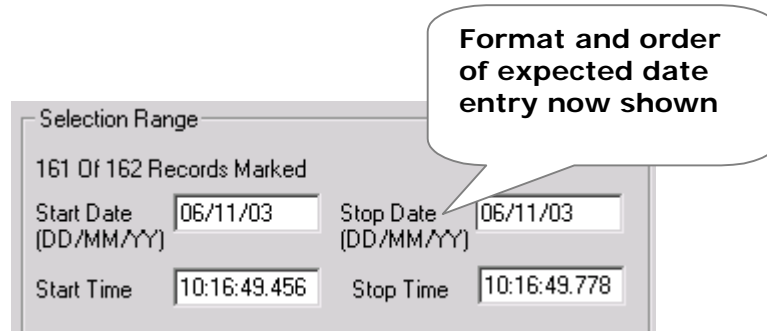 Format and order
of expected date
entry now shown
Selection Range
161 Of 162 Records Marked
Start Date 06/11/03 Stop Date 06/11/03
(DD/MM/YY) (DD/MM/YY)
Start Time 10:16:49.456 Stop Time 10:16:49.778